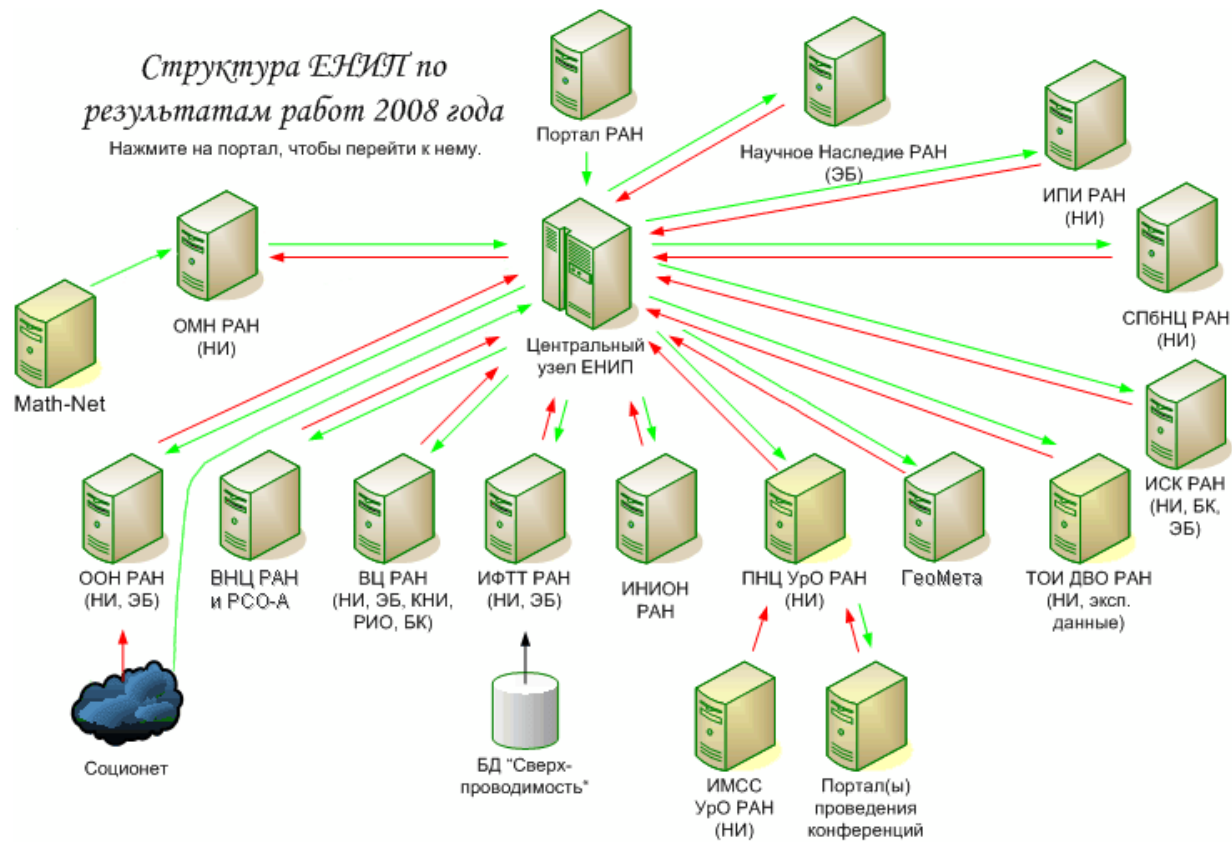 Структура ЕНИП по
результатам работ 2008 года
Нажмите на портал, чтобы перейти к нему.
Портал РАН
Научное Наследие РАН
(ЭБ)
ИПИ РАН
(НИ)
СПбНЦ РАН
(НИ)
ОМН РАН
(НИ)
Math-Net
Центральный
узел ЕНИП
ИСК РАН
(НИ, БК,
ЭБ)
ООН РАН
(НИ, ЭБ)
ВНЦ РАН
и РСО-А
ВЦ РАН
(НИ, ЭБ, КНИ,
РИО, БК)
ИФТТ РАН
(НИ, ЭБ)
ИНИОН
РАН
ПНЦ УрО РАН
(НИ)
ГеоМета
ТОИ ДВО РАН
(НИ, эксп.
данные)
Соционет
БД "Сверх-
проводимость"
ИМСС
УрО РАН
(НИ)
Портал(ы)
проведения
конференций